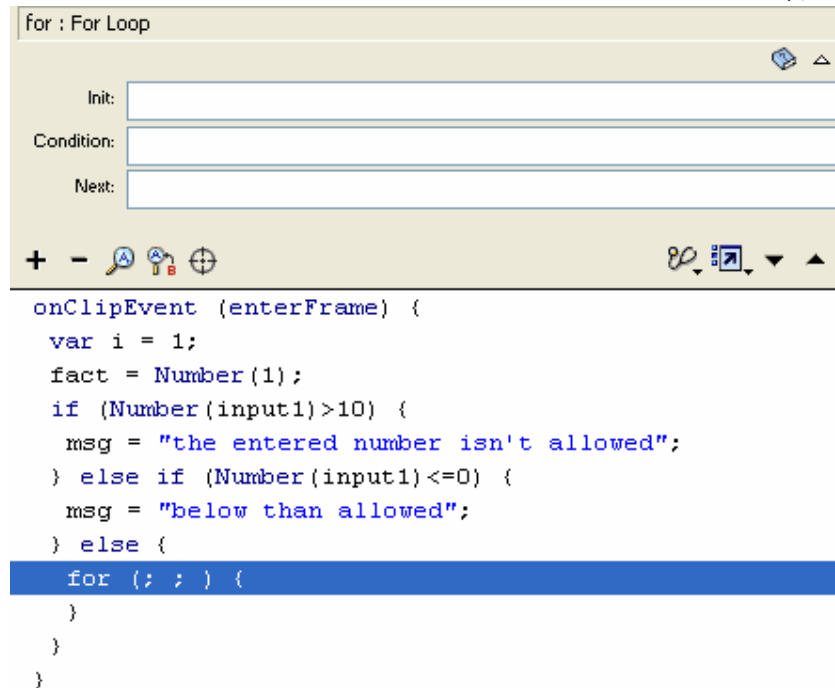 for : For Loop
Init:
Condition:
Next:
onClipEvent (enterFrame) {
var i = 1;
fact = Number(1);
if (Number(input1)>10) {
msg = "the entered number isn't allowed";
} else if (Number(input1)<=0) {
msg = "below than allowed";
} else {
for (; ; ) {
}
}
}